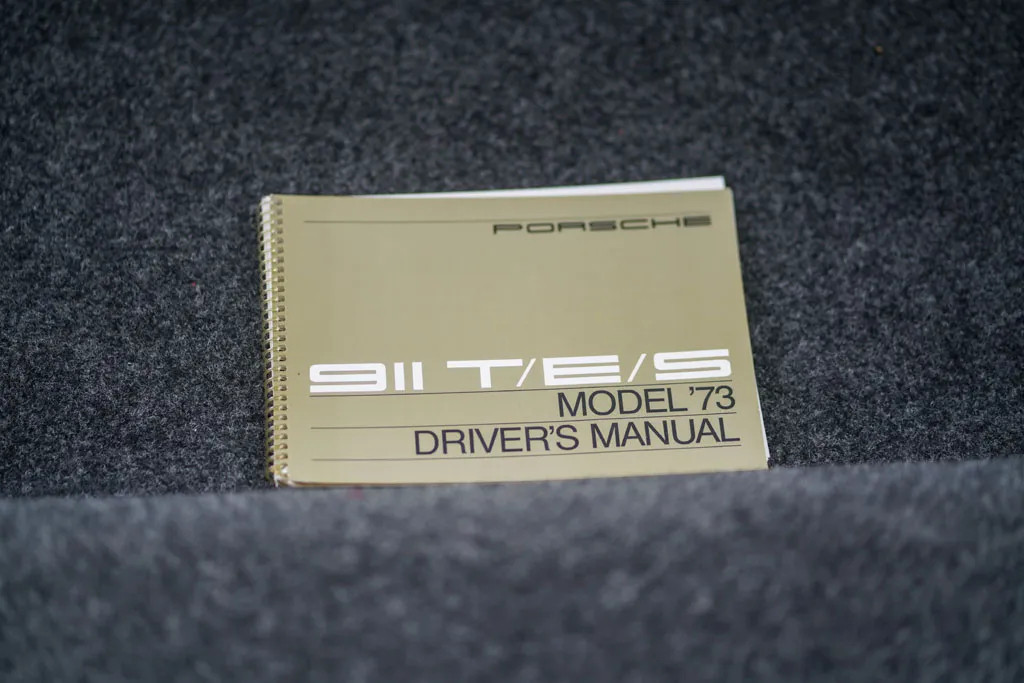 PORSCHE
911 T/E/S
MODEL '73
DRIVER'S MANUAL